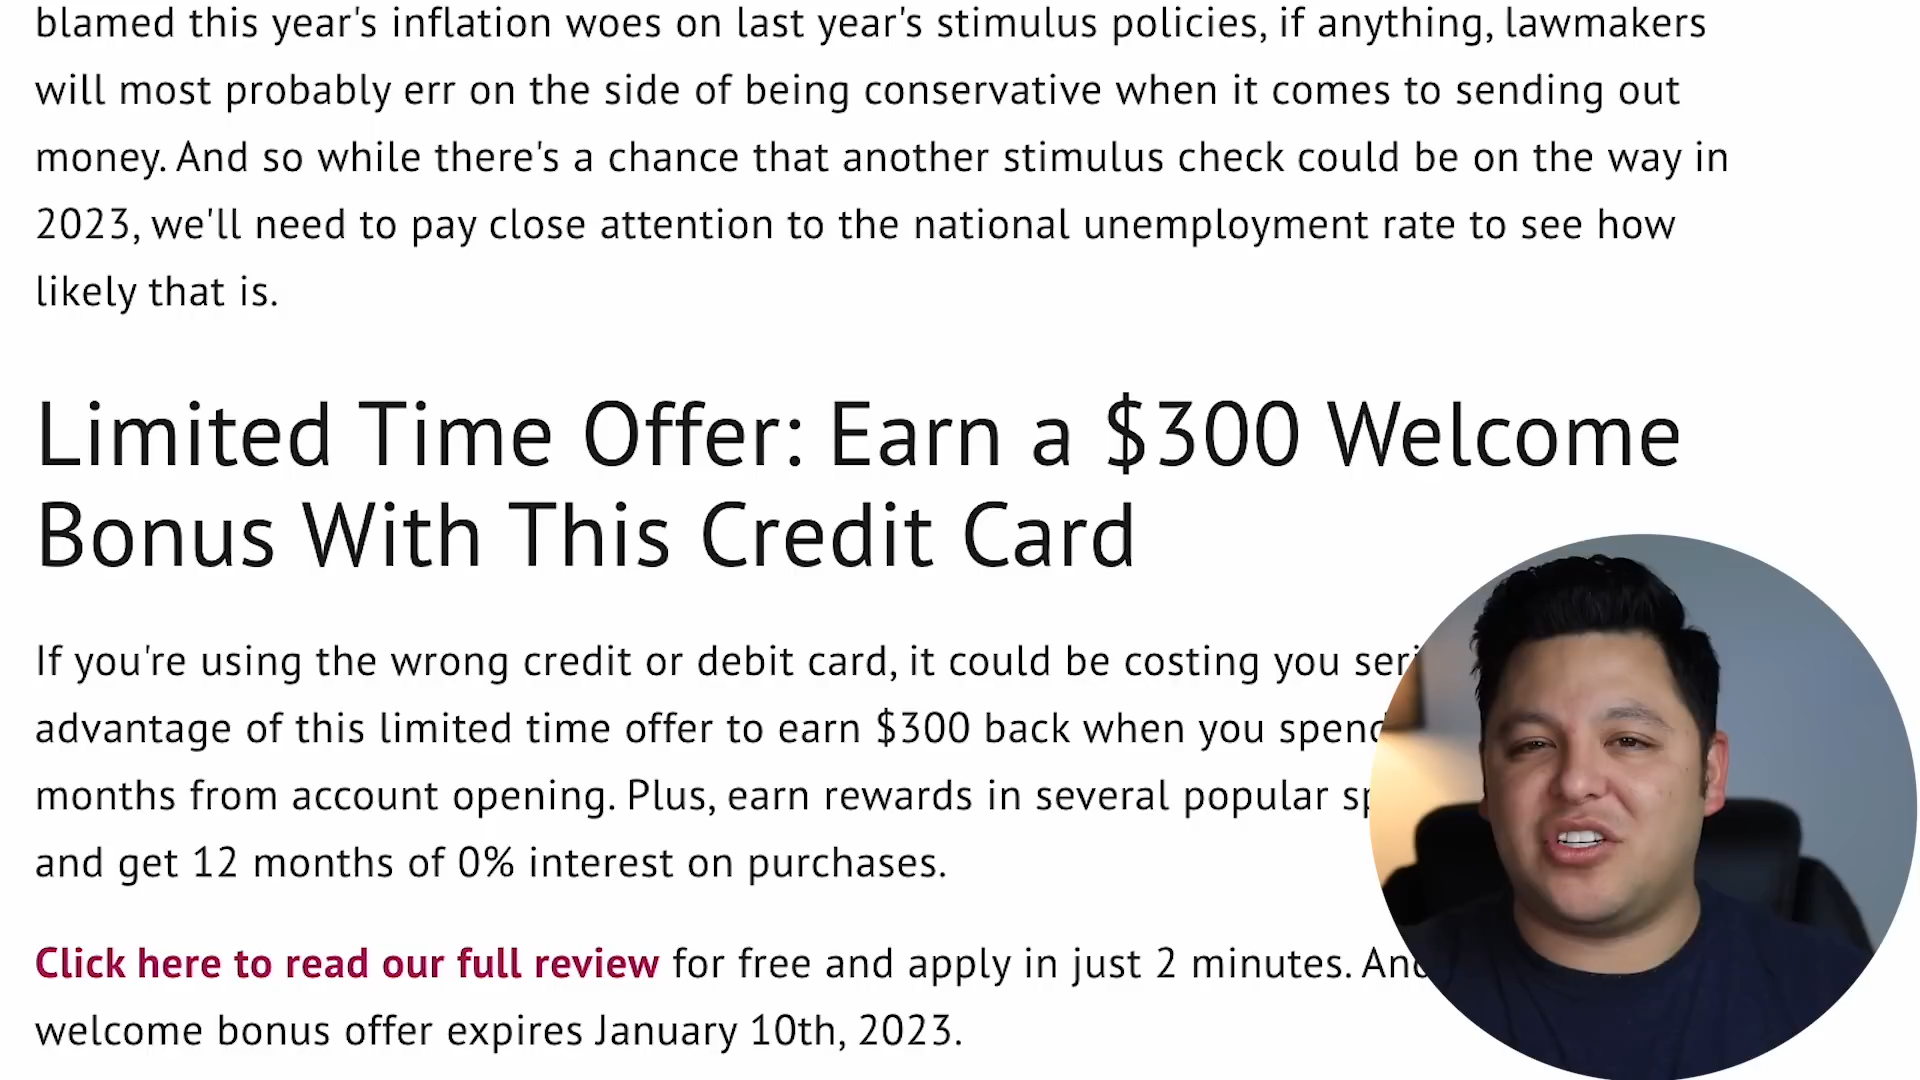 blamed this year's inflation woes on last year's stimulus policies, if anything, lawmakers
will most probably err on the side of being conservative when it comes to sending out
money. And so while there's a chance that another stimulus check could be on the way in
2023, we'll need to pay close attention to the national unemployment rate to see how
likely that is.
Limited Time Offer: Earn a $300 Welcome
Bonus With This Credit Card
If you're using the wrong credit or debit card, it could be costing you
advantage of this limited time offer to earn $300 back when you spend
months from account opening. Plus, earn rewards in several popular
and get 12 months of 0% interest on purchases.
Click here to read our full review for free and apply in just 2 minutes. And
welcome bonus offer expires January 10th, 2023.